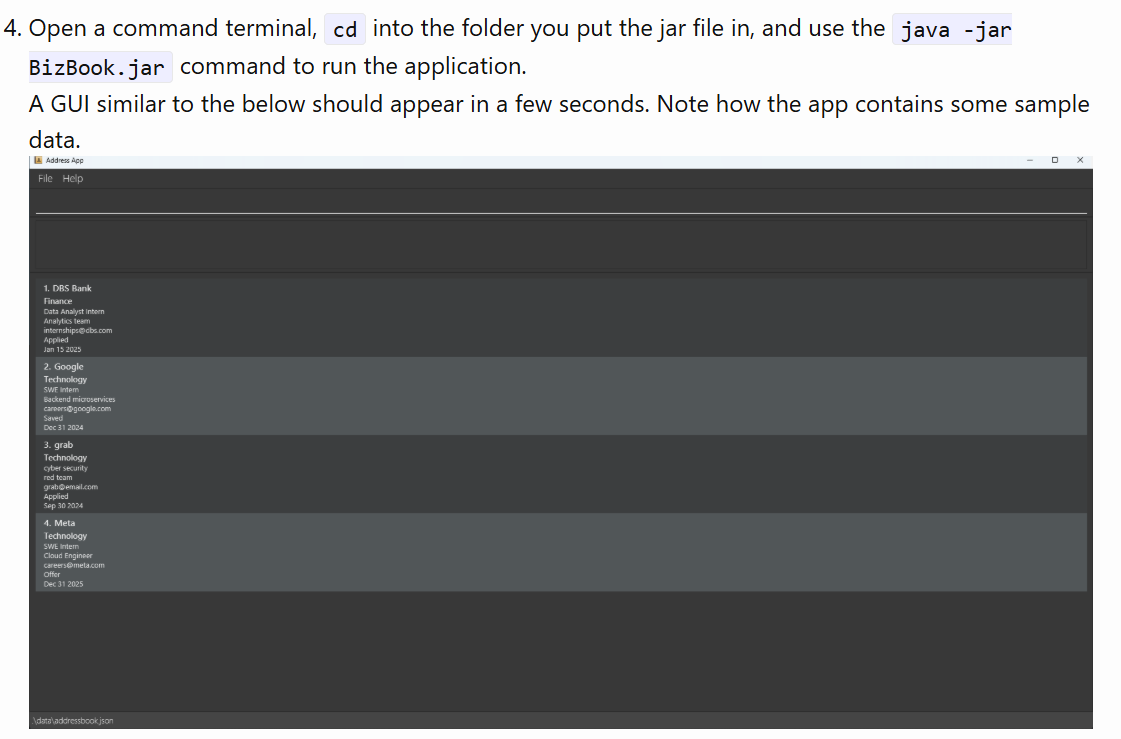 4. Open a command terminal, cd into the folder you put the jar file in, and use the java -jar
BizBook.jar command to run the application.
A GUI similar to the below should appear in a few seconds. Note how the app contains some sample
data.
Address App
File Help
1. DBS Bank
Finance
Data Analyst Intern
Analytics team
internships@dbs.com
Applied
Jan 15 2025
2. Google
Technology
SWE Intern
Backend microservices
careers@google.com
Saved
Dec 31 2024
3. grab
Technology
cyber security
red team
grab@email.com
Applied
Sep 30 2024
4. Meta
Technology
SWE Intern
Cloud Engineer
careers@meta.com
Offer
Dec 31 2025
.\data\addressbook.json